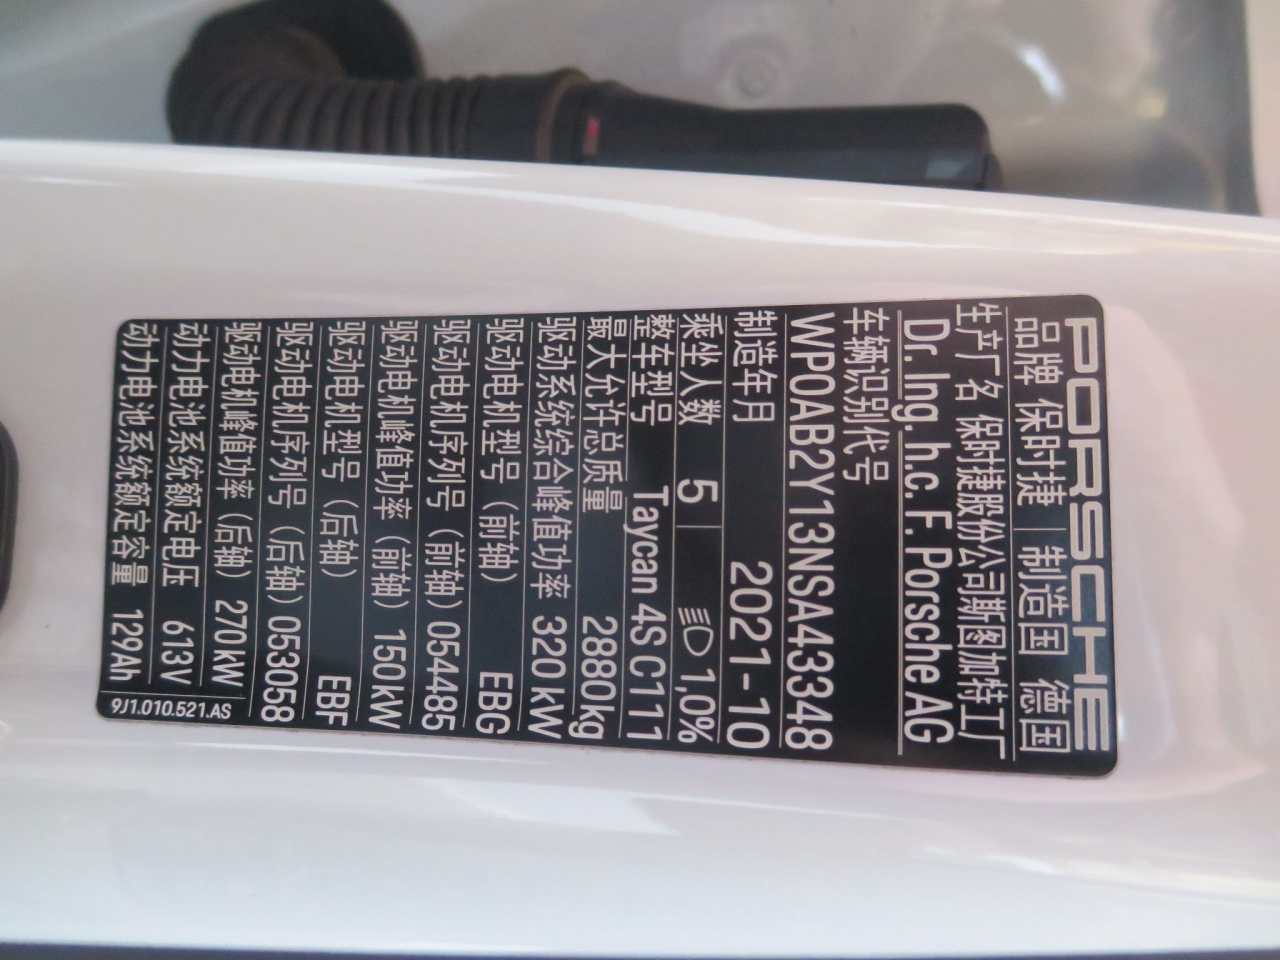 PORSCHE
品牌 保时捷 制造国 德国
生产厂名 保时捷股份公司斯图加特工厂
Dr. Ing. h.c. F. Porsche AG
车辆识别代号
WP0AB2Y13NSA43348
制造年月 2021-10
乘坐人数 5 1,0%
整车型号 Taycan 4S C111
最大允许总质量 2880kg
驱动系统综合峰值功率 320kW
驱动电机型号（前轴） EBG
驱动电机序列号（前轴）054485
驱动电机峰值功率（前轴）150kW
驱动电机型号（后轴） EBF
驱动电机序列号（后轴）053058
驱动电机峰值功率（后轴）270kW
动力电池系统额定电压 613V
动力电池系统额定容量 129Ah
9J1.010.521.AS